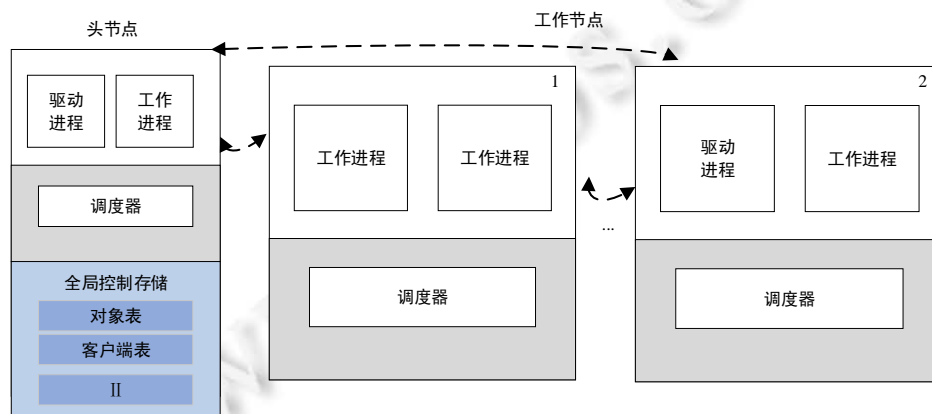 头节点
工作节点
驱动
进程
工作
进程
调度器
全局控制存储
对象表
客户端表
II
1
工作进程
工作进程
调度器
...
2
驱动
进程
工作进程
调度器